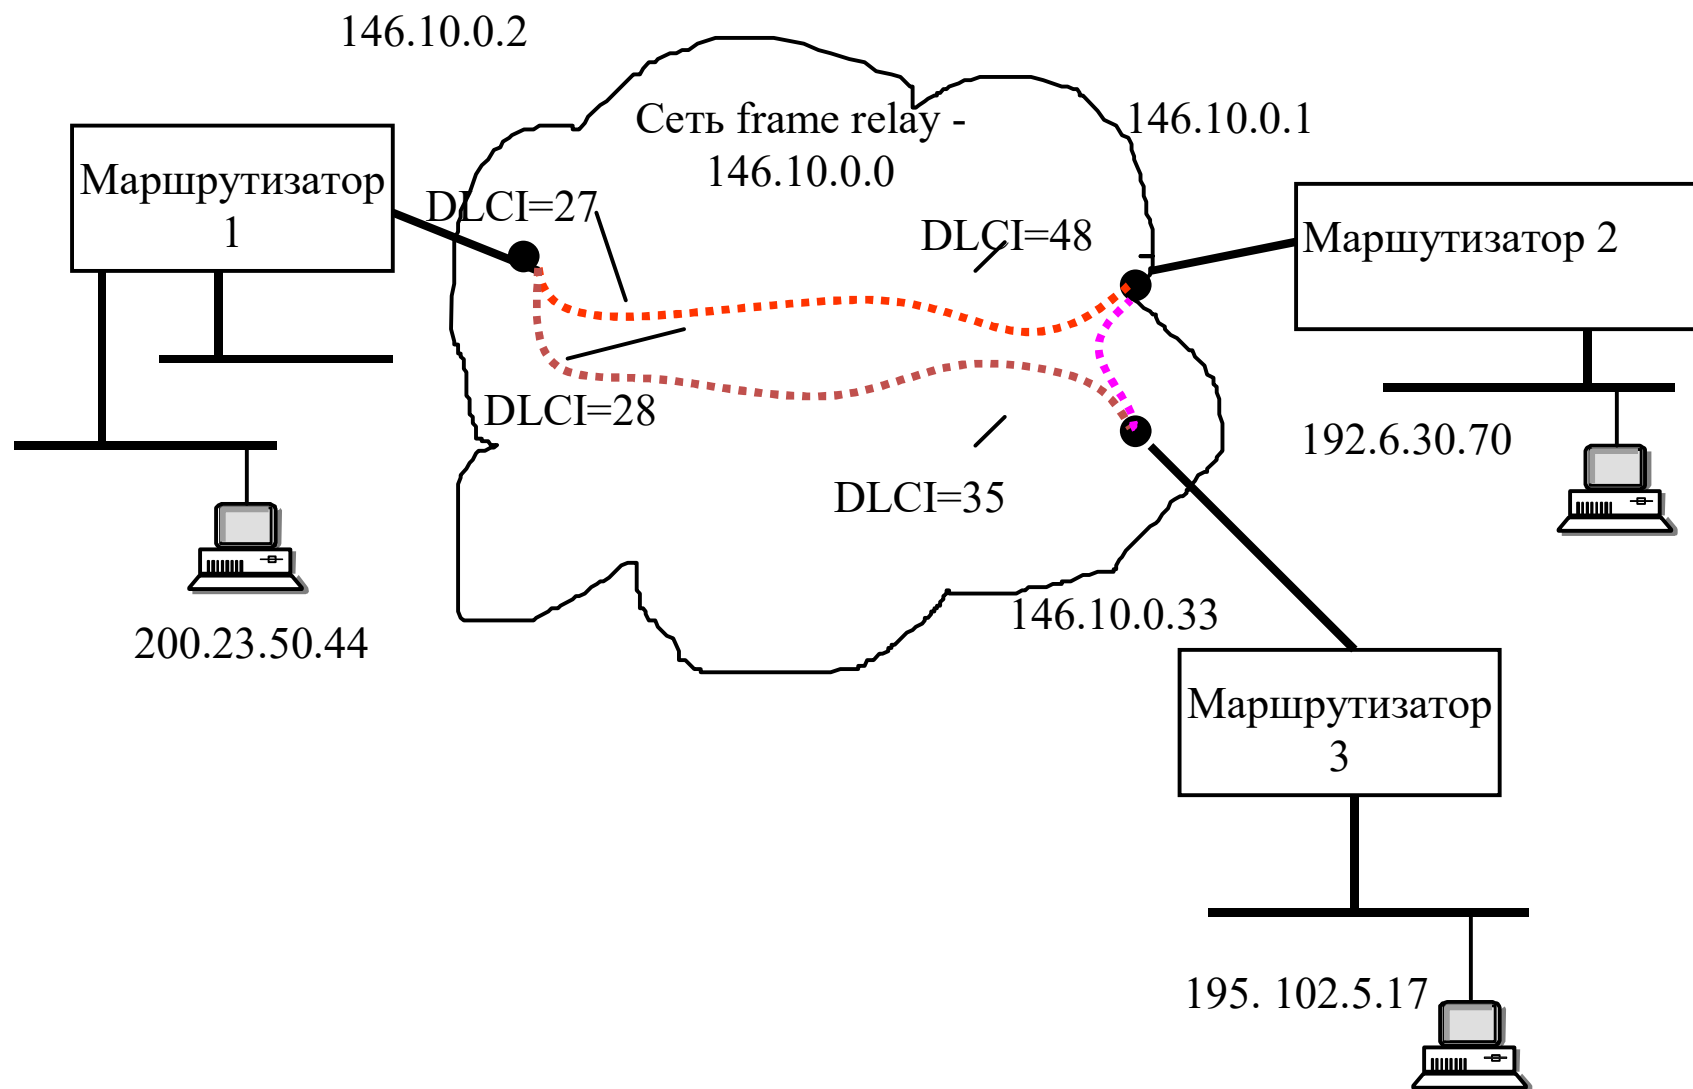 146.10.0.2
Сеть frame relay -
146.10.0.0
146.10.0.1
Маршрутизатор
1
DLCI=27
DLCI=48
Маршутизатор 2
DLCI=28
DLCI=35
192.6.30.70
200.23.50.44
146.10.0.33
Маршрутизатор
3
195. 102.5.17